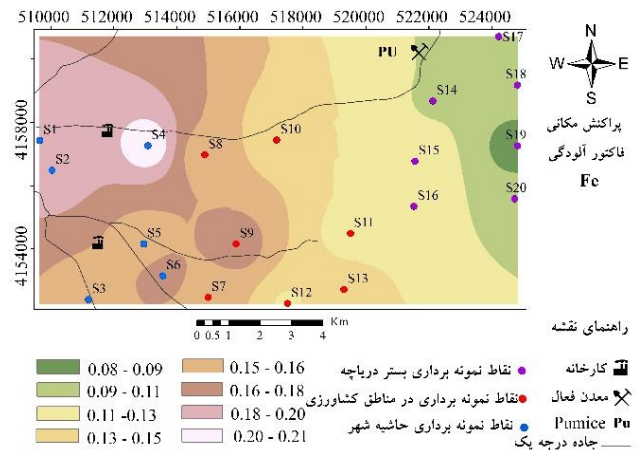 510000 512000 514000 516000 518000 520000 522000 524000
4158000
4154000
S17
PU
S18
S14
N
W E
S
پراکنش مکانی
فاکتور آلودگی
Fe
S1
S4
S10
S8
S19
S2
S15
S20
S16
S11
S5
S9
S6
S13
S3
S7
S12
Km
0 0.5 1 2 3 4
راهنمای نقشه
0.08 - 0.09
0.09 - 0.11
0.11 -0.13
0.13 - 0.15
0.15 - 0.16
0.16 - 0.18
0.18 - 0.20
0.20 - 0.21
نقاط نمونه برداری بستر دریاچه
نقاط نمونه برداری در مناطق کشاورزی
نقاط نمونه برداری حاشیه شهر
کارخانه
معدن فعال
Pumice Pu
جاده درجه یک